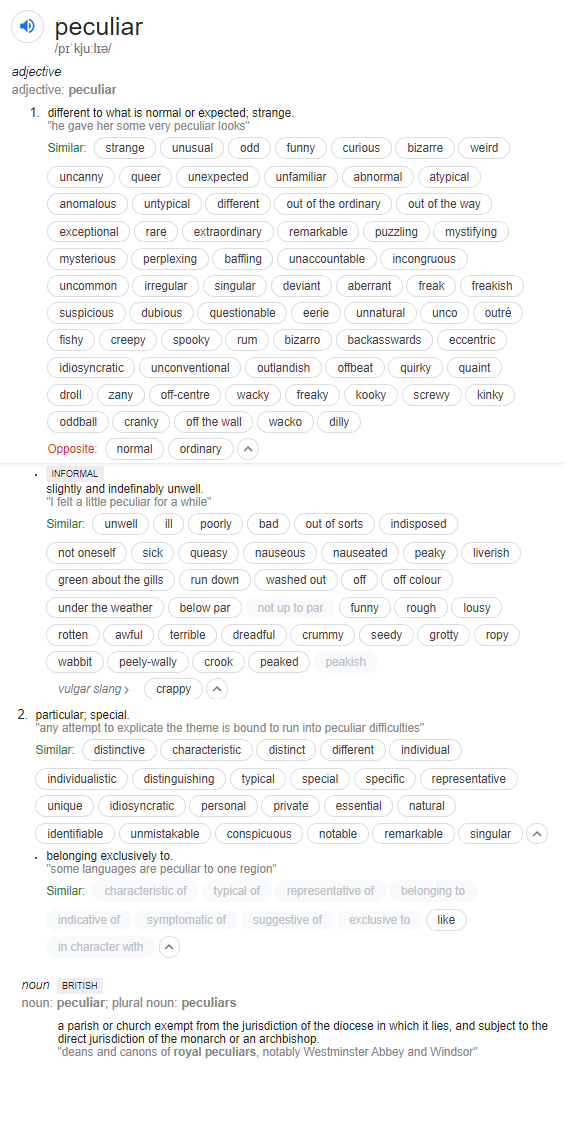 peculiar
/pɪˈkjuːlɪə/
adjective
adjective: peculiar
1. different to what is normal or expected; strange.
"he gave her some very peculiar looks"
Similar: strange unusual odd funny curious bizarre weird
uncanny queer unexpected unfamiliar abnormal atypical
anomalous untypical different out of the ordinary out of the way
exceptional rare extraordinary remarkable puzzling mystifying
mysterious perplexing baffling unaccountable incongruous
uncommon irregular singular deviant aberrant freak freakish
suspicious dubious questionable eerie unnatural unco outré
fishy creepy spooky rum bizarro backasswards eccentric
idiosyncratic unconventional outlandish offbeat quirky quaint
droll zany off-centre wacky freaky kooky screwy kinky
oddball cranky off the wall wacko dilly
Opposite: normal ordinary
• INFORMAL
slightly and indefinably unwell.
"I felt a little peculiar for a while"
Similar: unwell ill poorly bad out of sorts indisposed
not oneself sick queasy nauseous nauseated peaky liverish
green about the gills run down washed out off off colour
under the weather below par not up to par funny rough lousy
rotten awful terrible dreadful crummy seedy grotty ropy
wabbit peely-wally crook peaked peakish
vulgar slang › crappy
2. particular; special.
"any attempt to explicate the theme is bound to run into peculiar difficulties"
Similar: distinctive characteristic distinct different individual
individualistic distinguishing typical special specific representative
unique idiosyncratic personal private essential natural
identifiable unmistakable conspicuous notable remarkable singular
• belonging exclusively to.
"some languages are peculiar to one region"
Similar: characteristic of typical of representative of belonging to
indicative of symptomatic of suggestive of exclusive to like
in character with
noun BRITISH
noun: peculiar; plural noun: peculiars
a parish or church exempt from the jurisdiction of the diocese in which it lies, and subject to the
direct jurisdiction of the monarch or an archbishop.
"deans and canons of royal peculiars, notably Westminster Abbey and Windsor"